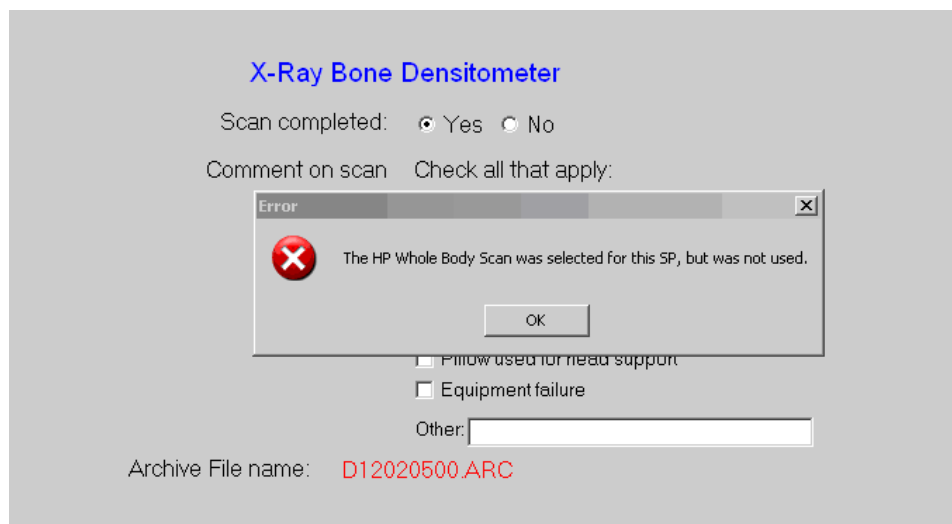 X-Ray Bone Densitometer
Scan completed: Yes No
Comment on scan Check all that apply:
Error
The HP Whole Body Scan was selected for this SP, but was not used.
OK
Pillow used for head support
Equipment failure
Other:
Archive File name: D12020500.ARC